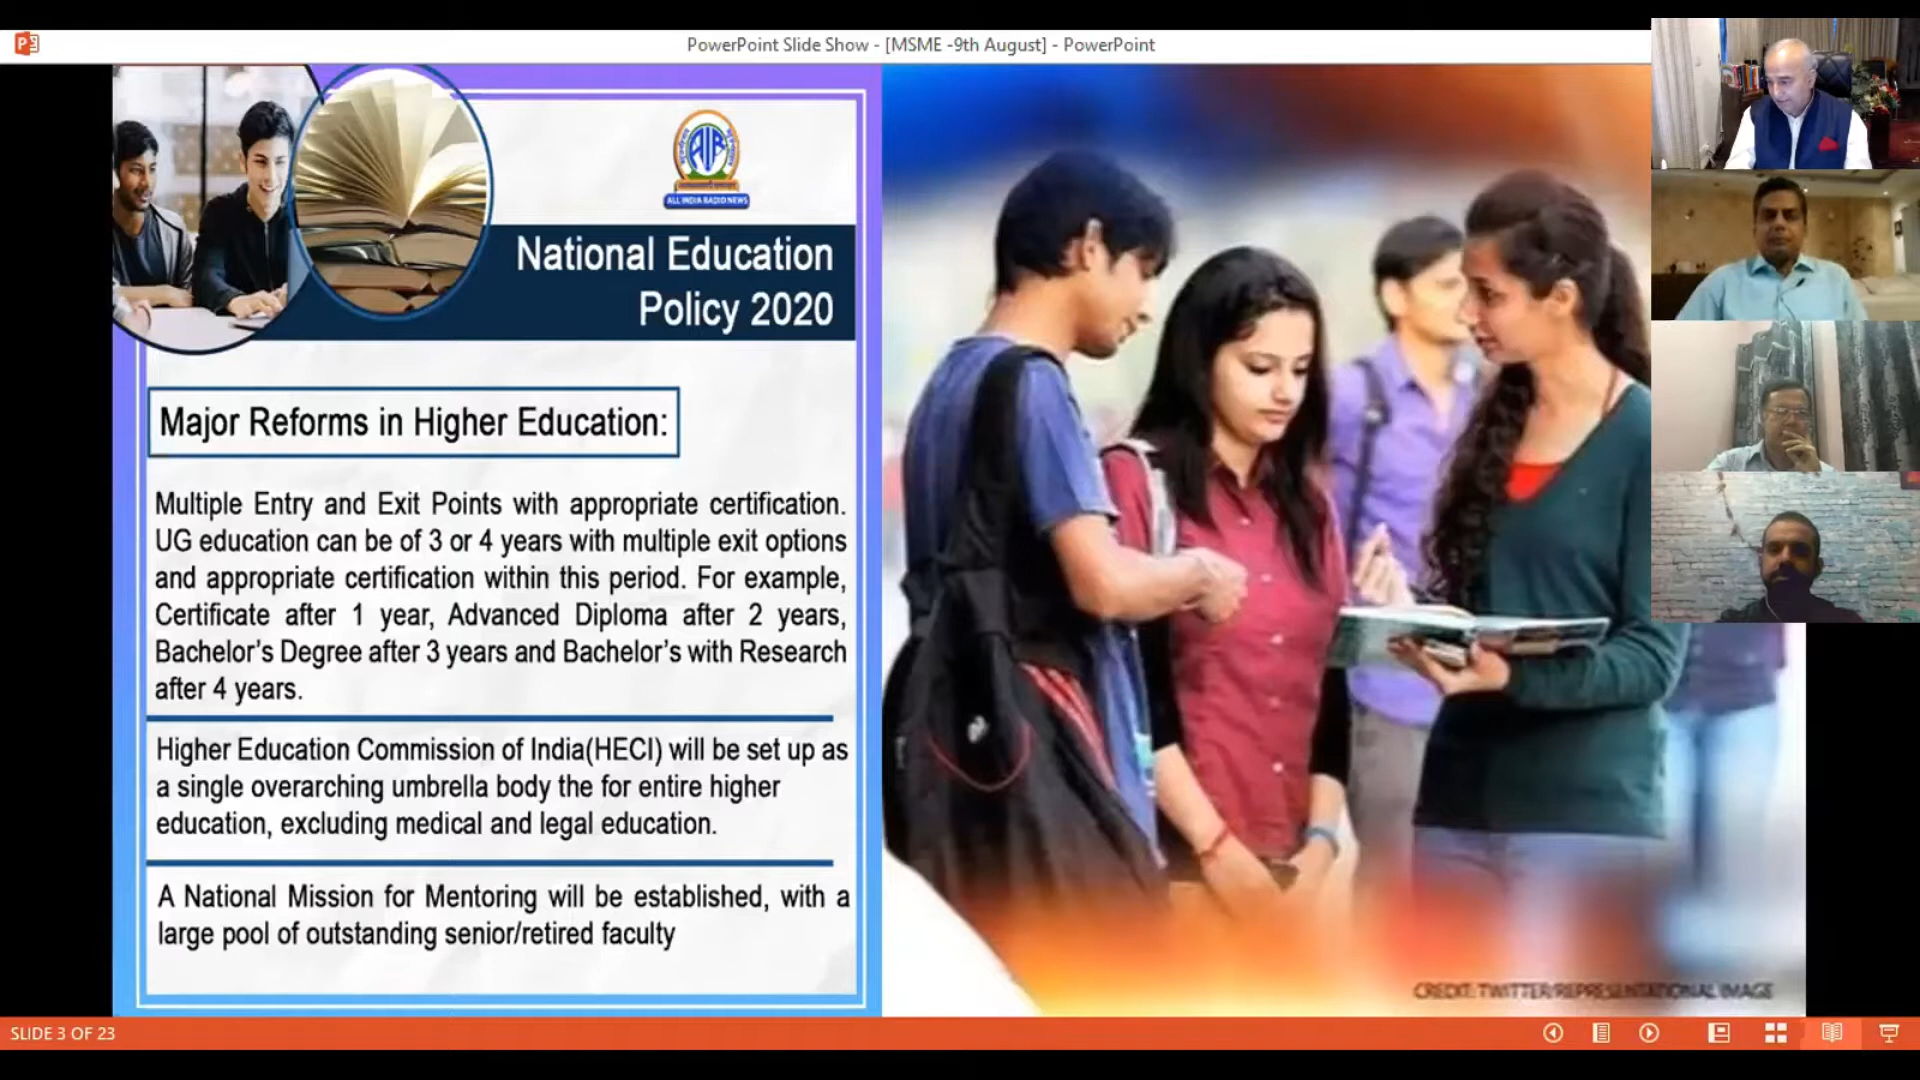 PowerPoint Slide Show - [MSME -9th August] - PowerPoint
AIR
ALL INDIA RADIO NEWS
National Education
Policy 2020
Major Reforms in Higher Education:
Multiple Entry and Exit Points with appropriate certification.
UG education can be of 3 or 4 years with multiple exit options
and appropriate certification within this period. For example,
Certificate after 1 year, Advanced Diploma after 2 years,
Bachelor's Degree after 3 years and Bachelor's with Research
after 4 years.
Higher Education Commission of India(HECI) will be set up as
a single overarching umbrella body the for entire higher
education, excluding medical and legal education.
A National Mission for Mentoring will be established, with a
large pool of outstanding senior/retired faculty
CREDIT: TWITTER/REPRESENTATIONAL IMAGE
SLIDE 3 OF 23